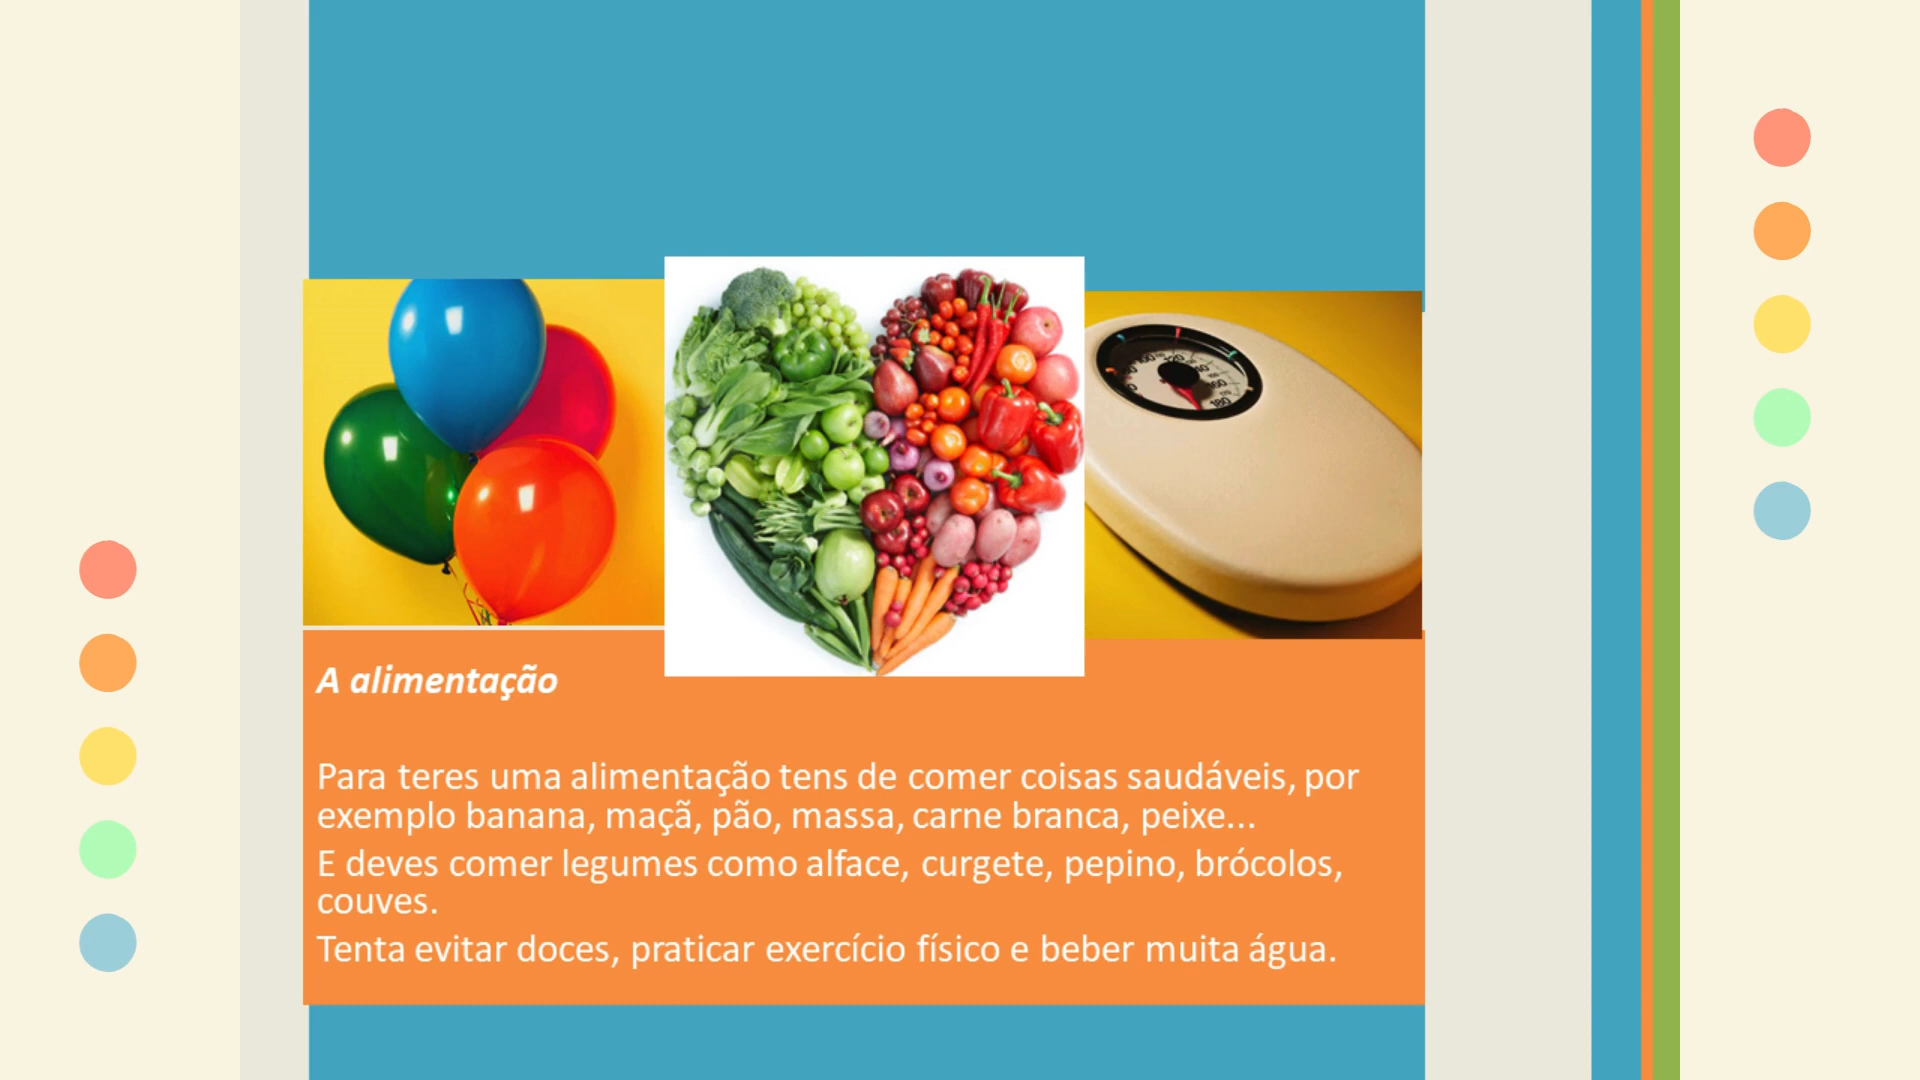 A alimentação
Para teres uma alimentação tens de comer coisas saudáveis, por
exemplo banana, maçã, pão, massa, carne branca, peixe...
E deves comer legumes como alface, curgete, pepino, brócolos,
couves.
Tenta evitar doces, praticar exercício físico e beber muita água.